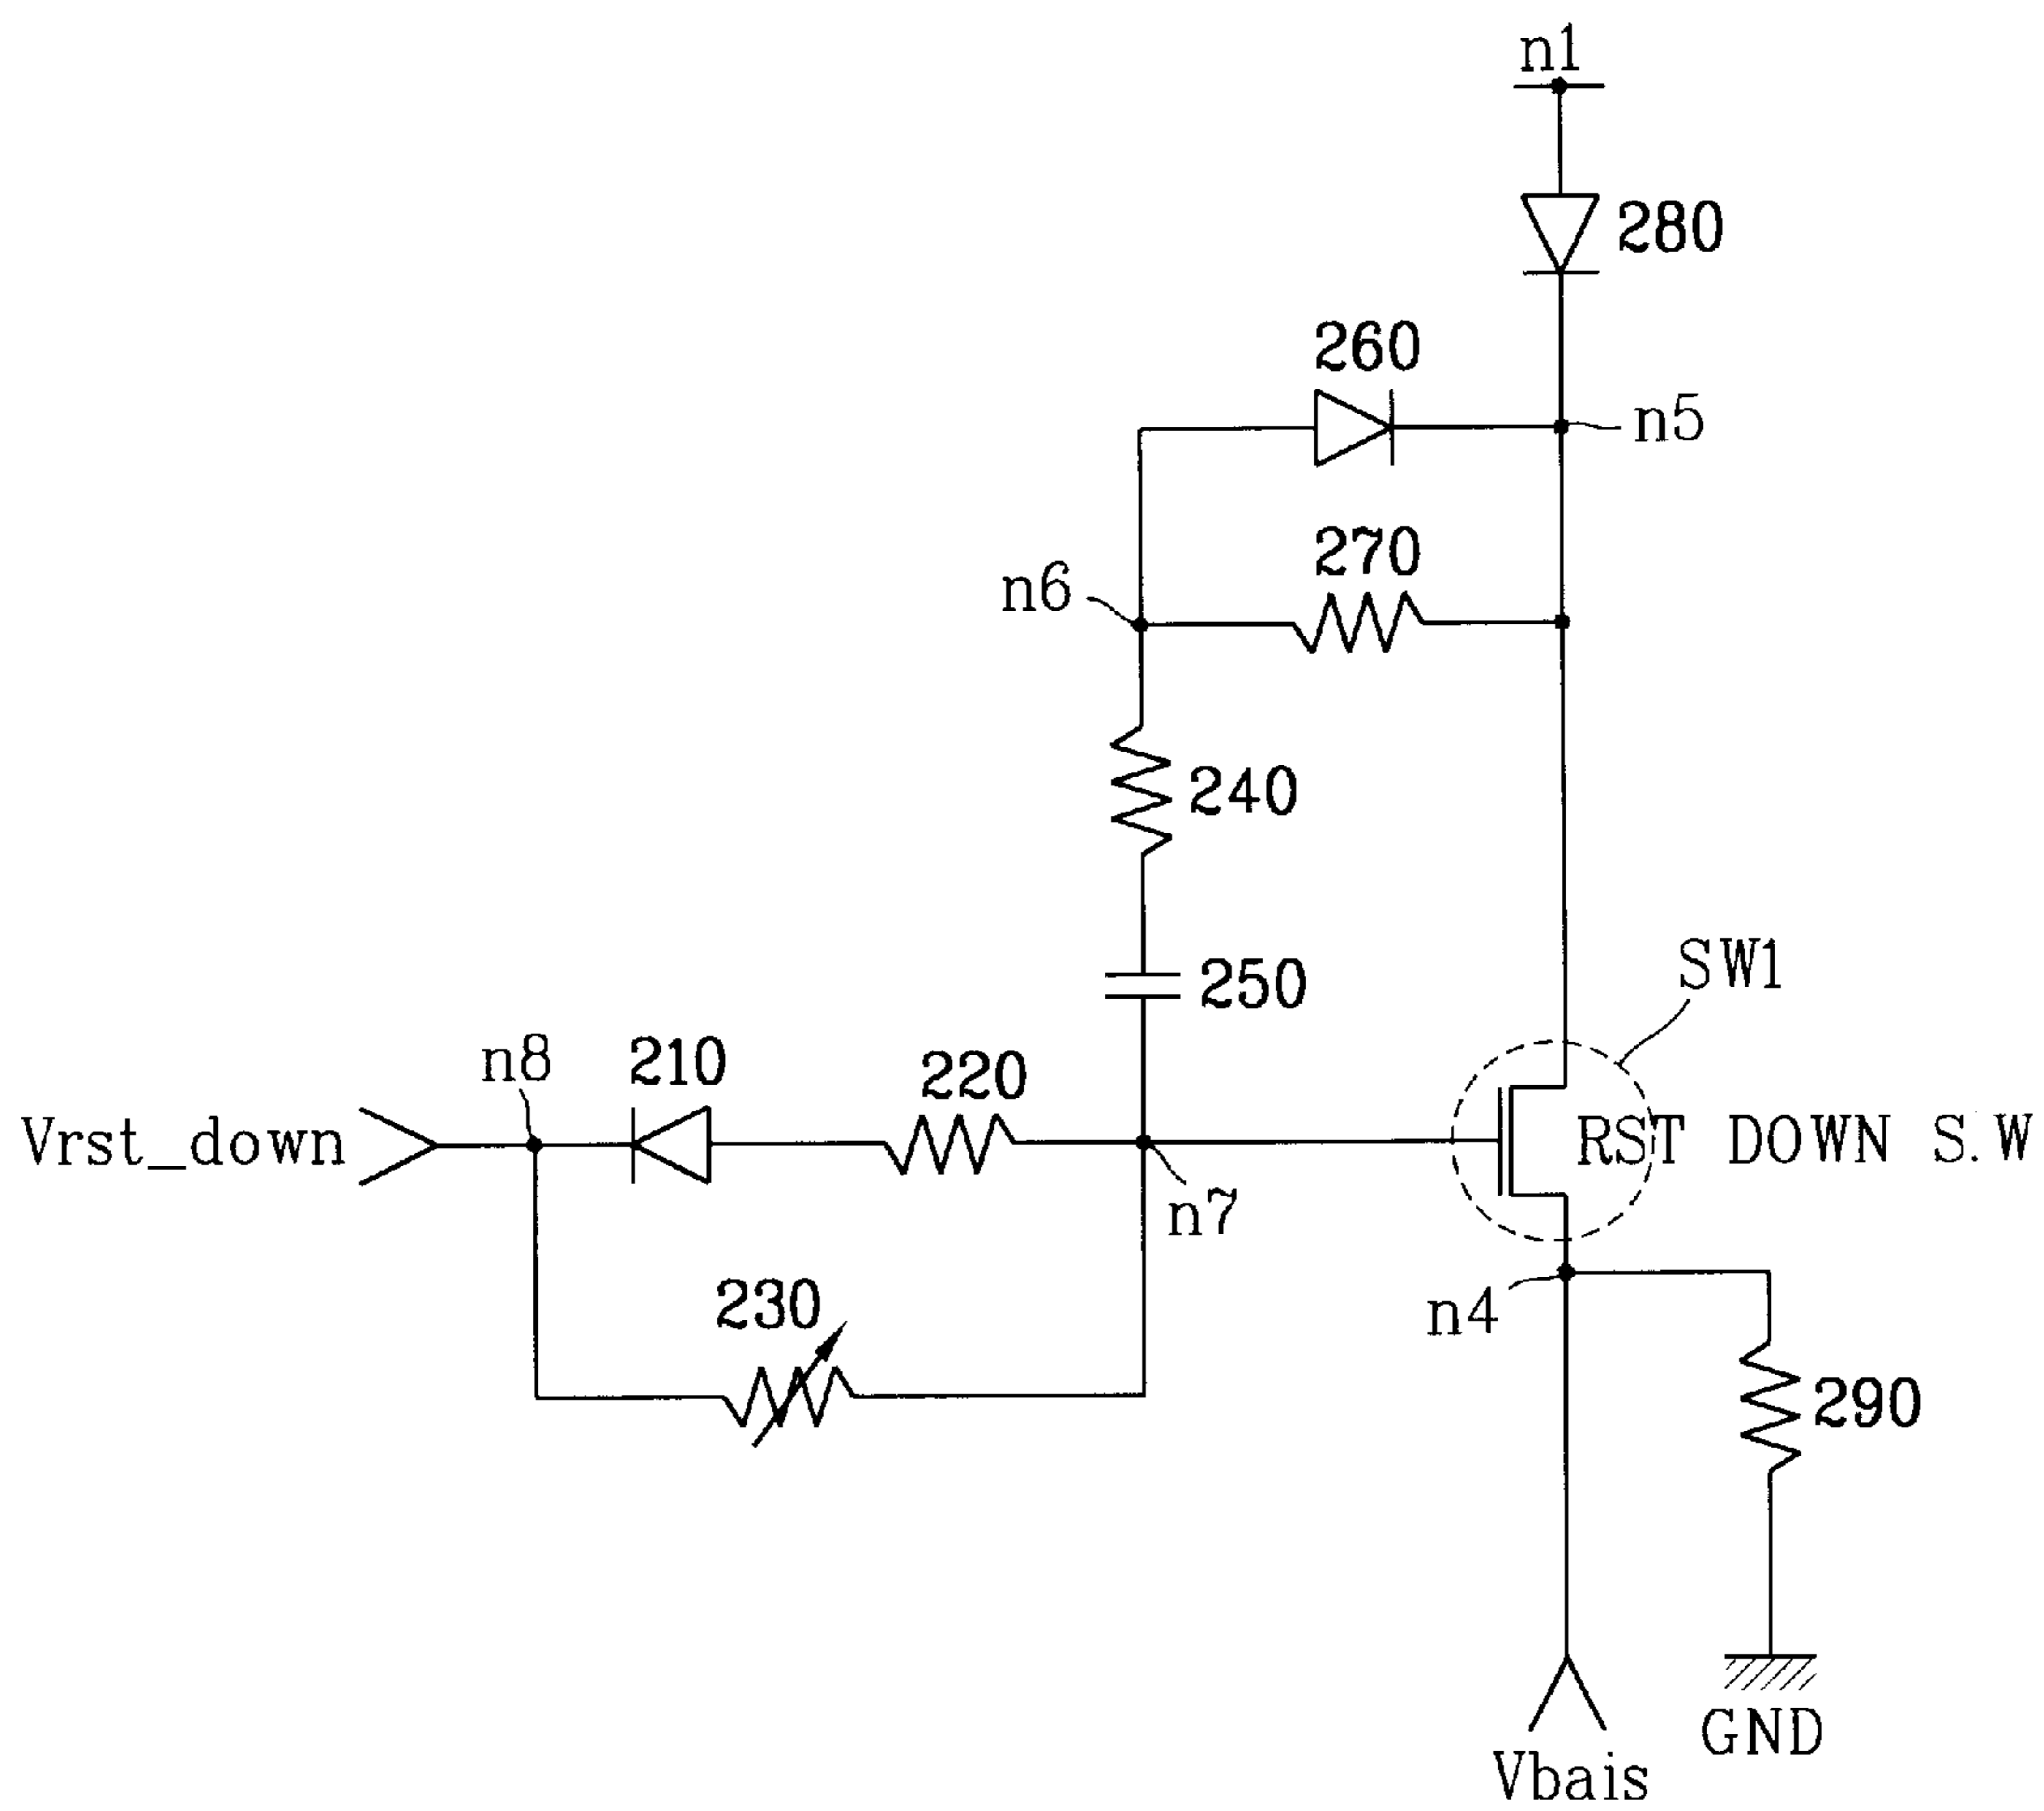 n1
280
260
n5
270
n6
240
SW1
250
n8
210
220
Vrst_down
RST DOWN S.W
n7
230
n4
290
GND
Vbais